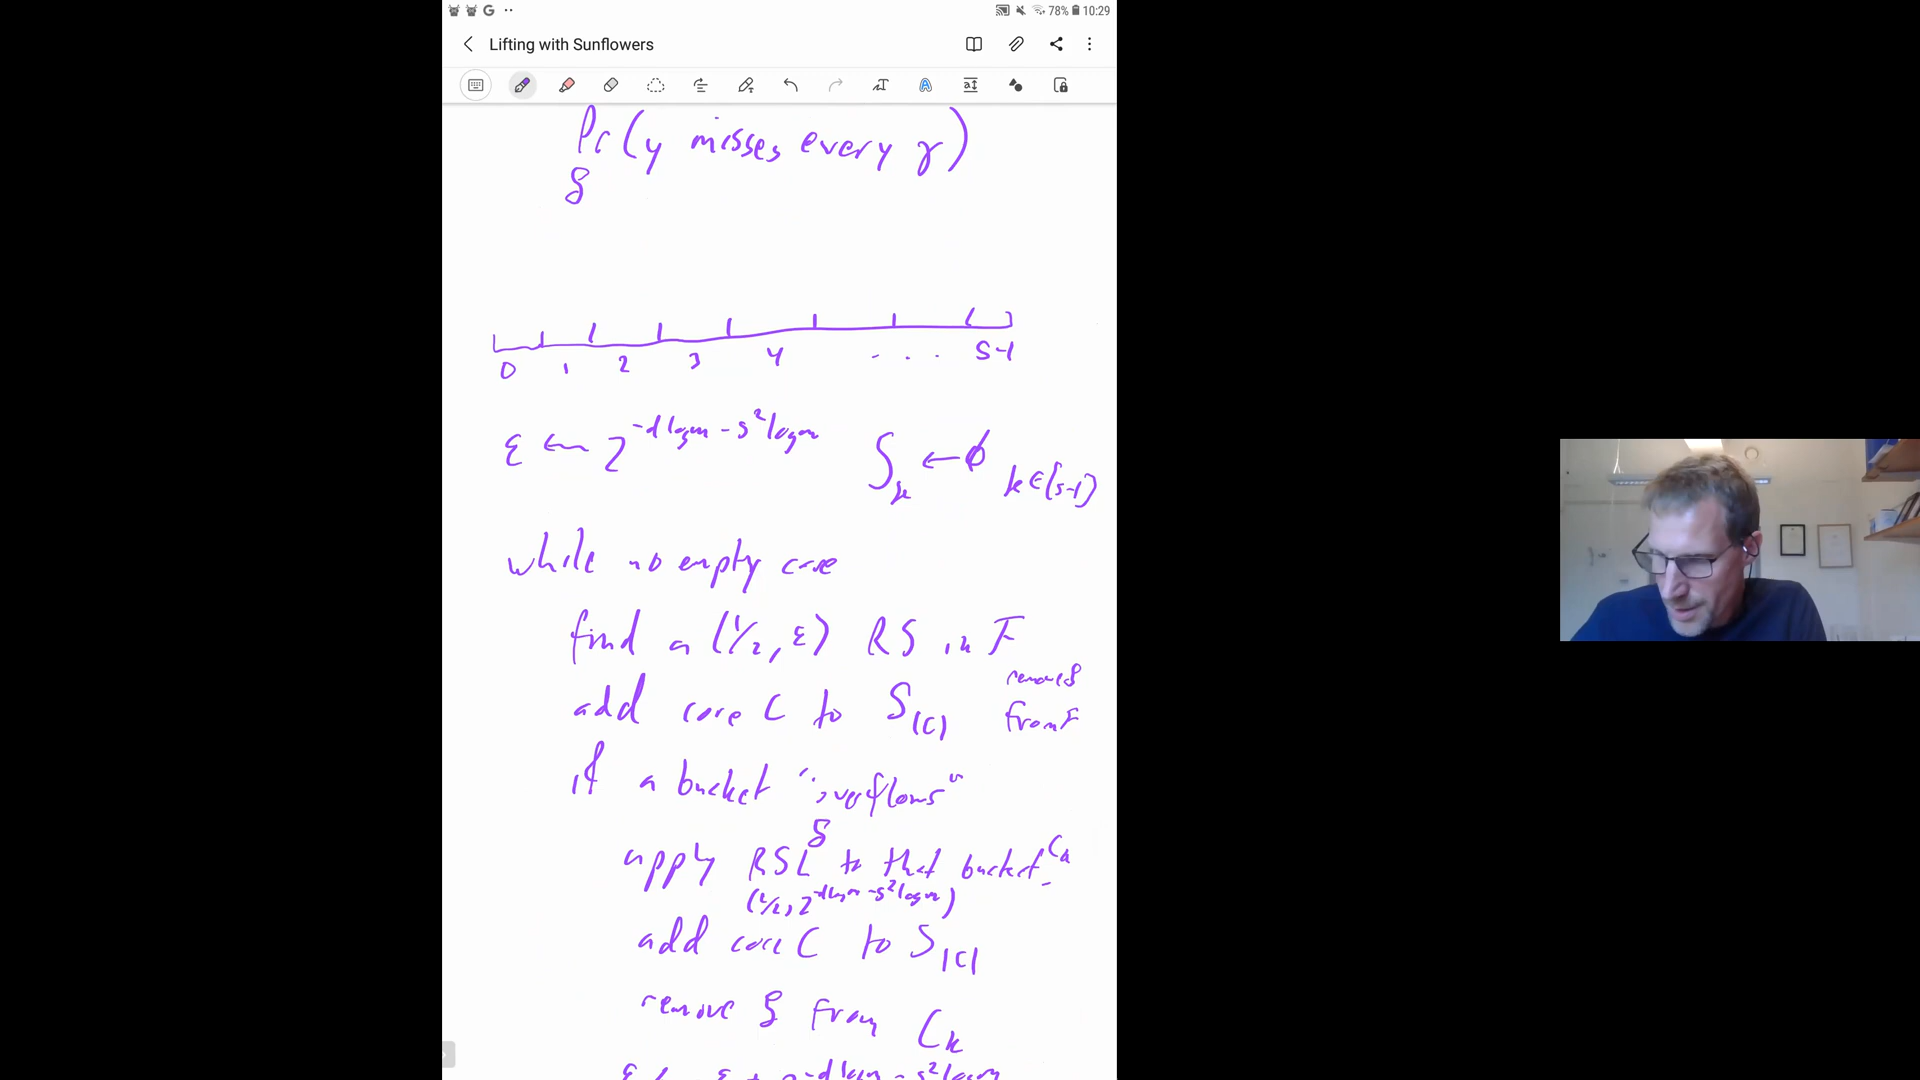 G ·· 78% 10:29
Lifting with Sunflowers
Pr (y misses every γ)
S
0 1 2 3 4 . . . S-1
ε ← 2^{-d log m - s² log m} S_k ← ∅ k ∈ [s-1]
while no empty core
find a (1/2, ε) RS in F
remove S
add core C to S_{|C|} from F
if a bucket "overflows"
S
apply RSL to that bucket C_k
(1/2, 2^{-d log m - s² log m})
add core C to S_{|C|}
remove S from C_k